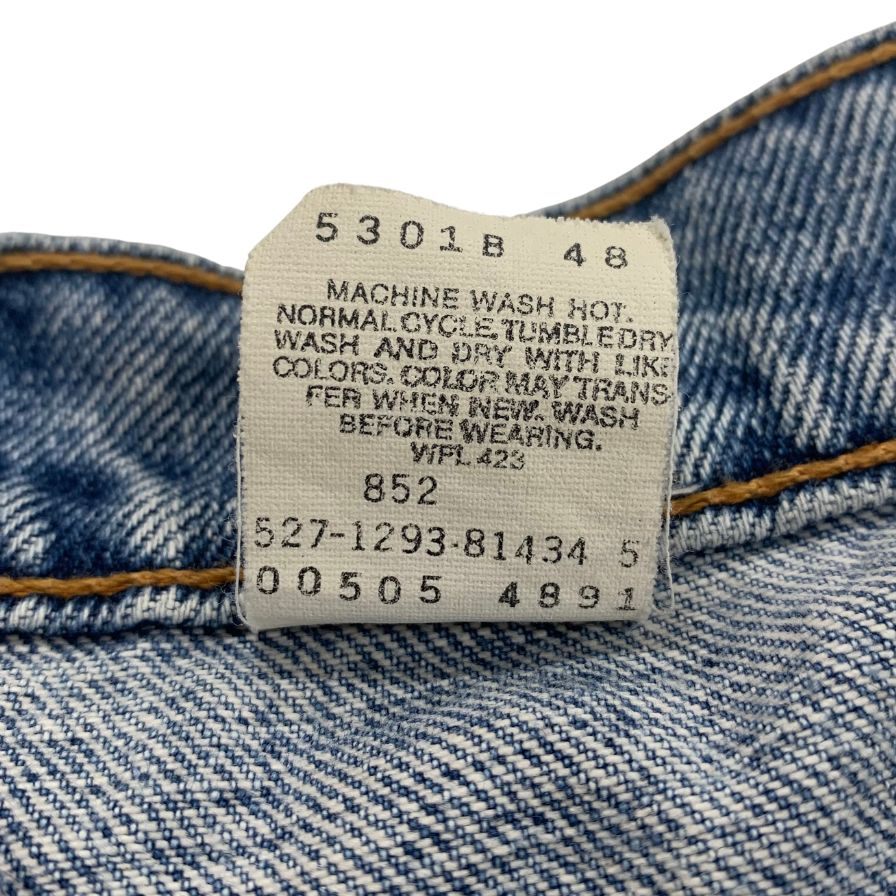 5301B 48
MACHINE WASH HOT.
NORMAL CYCLE. TUMBLE DRY
WASH AND DRY WITH LIKE
COLORS. COLOR MAY TRANS-
FER WHEN NEW. WASH
BEFORE WEARING.
WPL 423
852
527-1293-81434 5
00505 4891